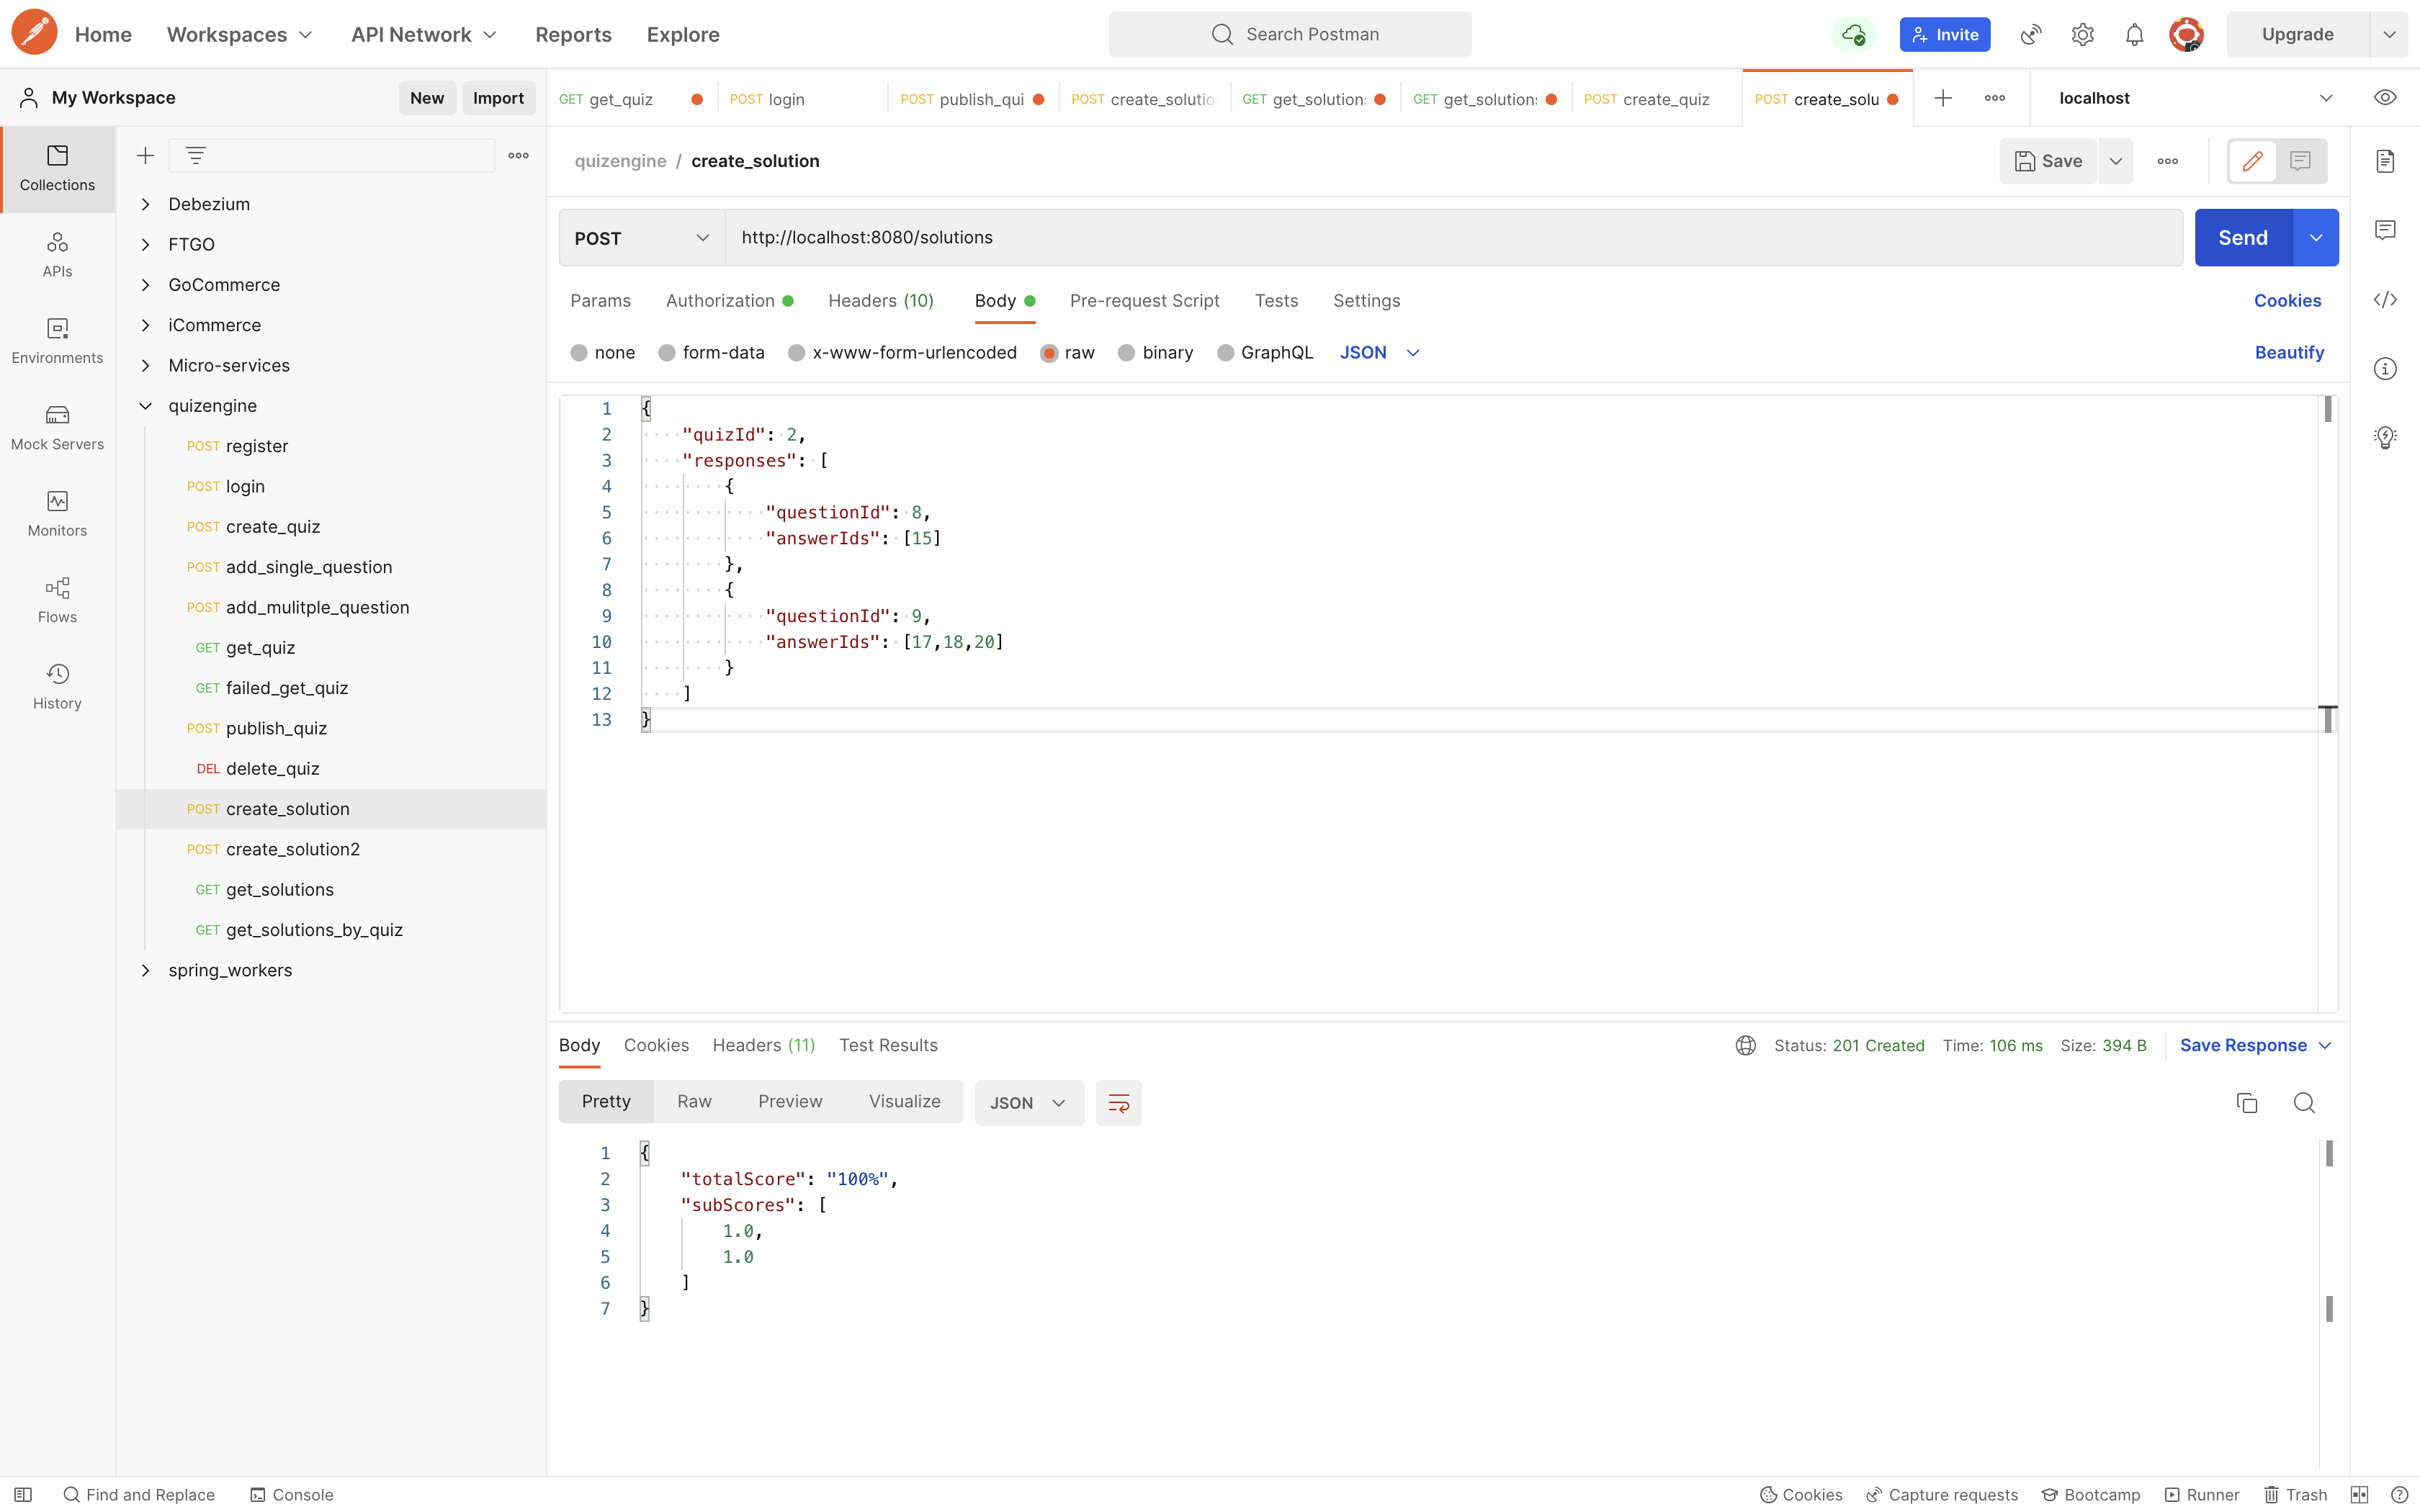 Home Workspaces API Network Reports Explore Search Postman Invite Upgrade
My Workspace New Import GET get_quiz POST login POST publish_qui POST create_solutio GET get_solution: GET get_solution: POST create_quiz POST create_solu localhost
quizengine / create_solution Save
POST http://localhost:8080/solutions Send
Params Authorization Headers (10) Body Pre-request Script Tests Settings Cookies
none form-data x-www-form-urlencoded raw binary GraphQL JSON Beautify
Collections
APIs
Environments
Mock Servers
Monitors
Flows
History
Debezium
FTGO
GoCommerce
iCommerce
Micro-services
quizengine
POST register
POST login
POST create_quiz
POST add_single_question
POST add_mulitple_question
GET get_quiz
GET failed_get_quiz
POST publish_quiz
DEL delete_quiz
POST create_solution
POST create_solution2
GET get_solutions
GET get_solutions_by_quiz
spring_workers
1 {
2 "quizId": 2,
3 "responses": [
4 {
5 "questionId": 8,
6 "answerIds": [15]
7 },
8 {
9 "questionId": 9,
10 "answerIds": [17,18,20]
11 }
12 ]
13 }
Body Cookies Headers (11) Test Results Status: 201 Created Time: 106 ms Size: 394 B Save Response
Pretty Raw Preview Visualize JSON
1 {
2 "totalScore": "100%",
3 "subScores": [
4 1.0,
5 1.0
6 ]
7 }
Find and Replace Console Cookies Capture requests Bootcamp Runner Trash